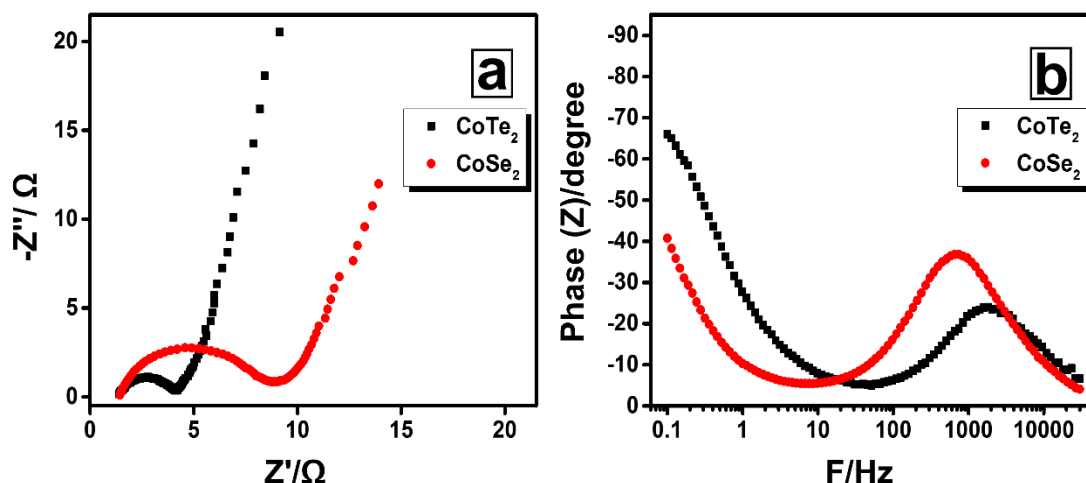 a
CoTe₂
CoSe₂
-Z''/ Ω
20
15
10
5
0
0 5 10 15 20
Z'/Ω
b
CoTe₂
CoSe₂
Phase (Z)/degree
-90
-80
-70
-60
-50
-40
-30
-20
-10
0
0.1 1 10 100 1000 10000
F/Hz